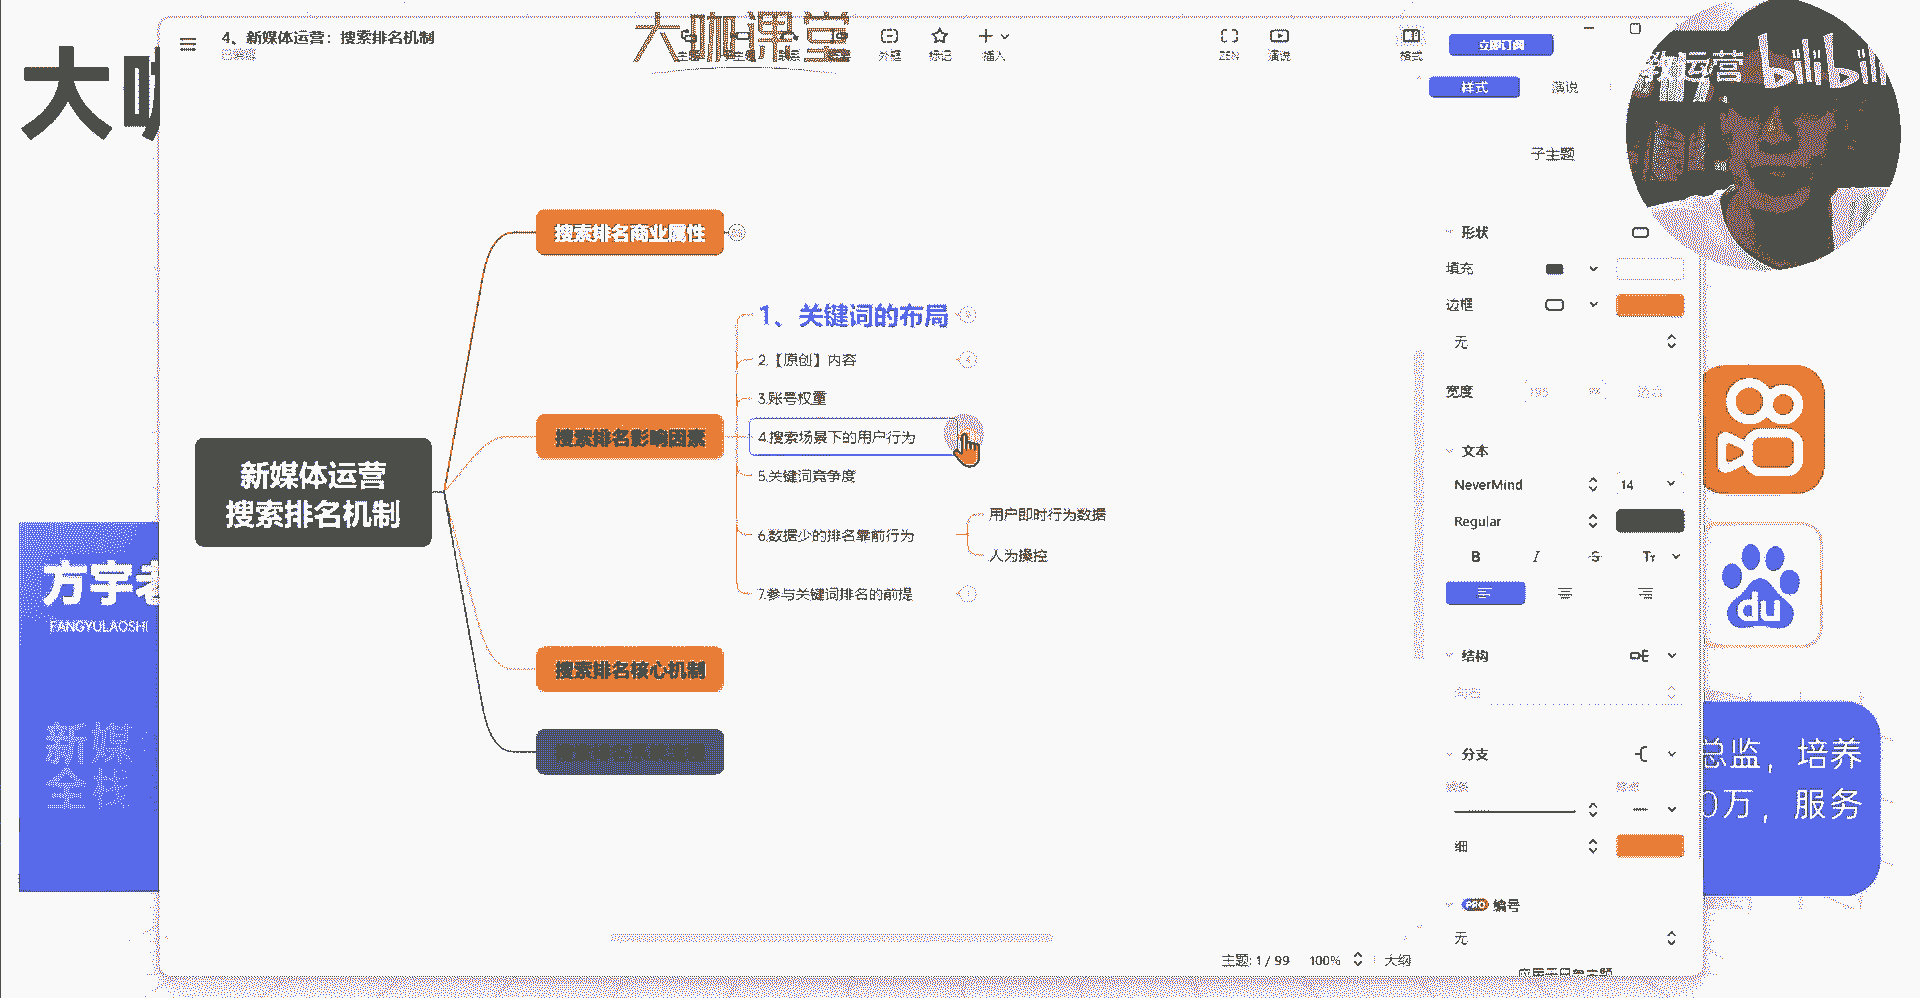 4、新媒体运营：搜索排名机制
已编辑
大咖课堂
外框
标记
插入
ZEN
演说
格式
立即订阅
样式
演说
运营 bilibili
大咖
子主题
搜索排名商业属性
形状
填充
边框
无
1、关键词的布局
2.【原创】内容
3.账号权重
4.搜索场景下的用户行为
5.关键词竞争度
6.数据少的排名靠前行为
用户即时行为数据
人为操控
7.参与关键词排名的前提
搜索排名影响因素
新媒体运营
搜索排名机制
搜索排名核心机制
宽度
文本
NeverMind
14
Regular
B I S Tт
结构
分支
细
PRO 编号
无
du
方宇老
FANGYULAOSHI
新媒
全栈
总监，培养
0万，服务
主题: 1 / 99
100%
大纲